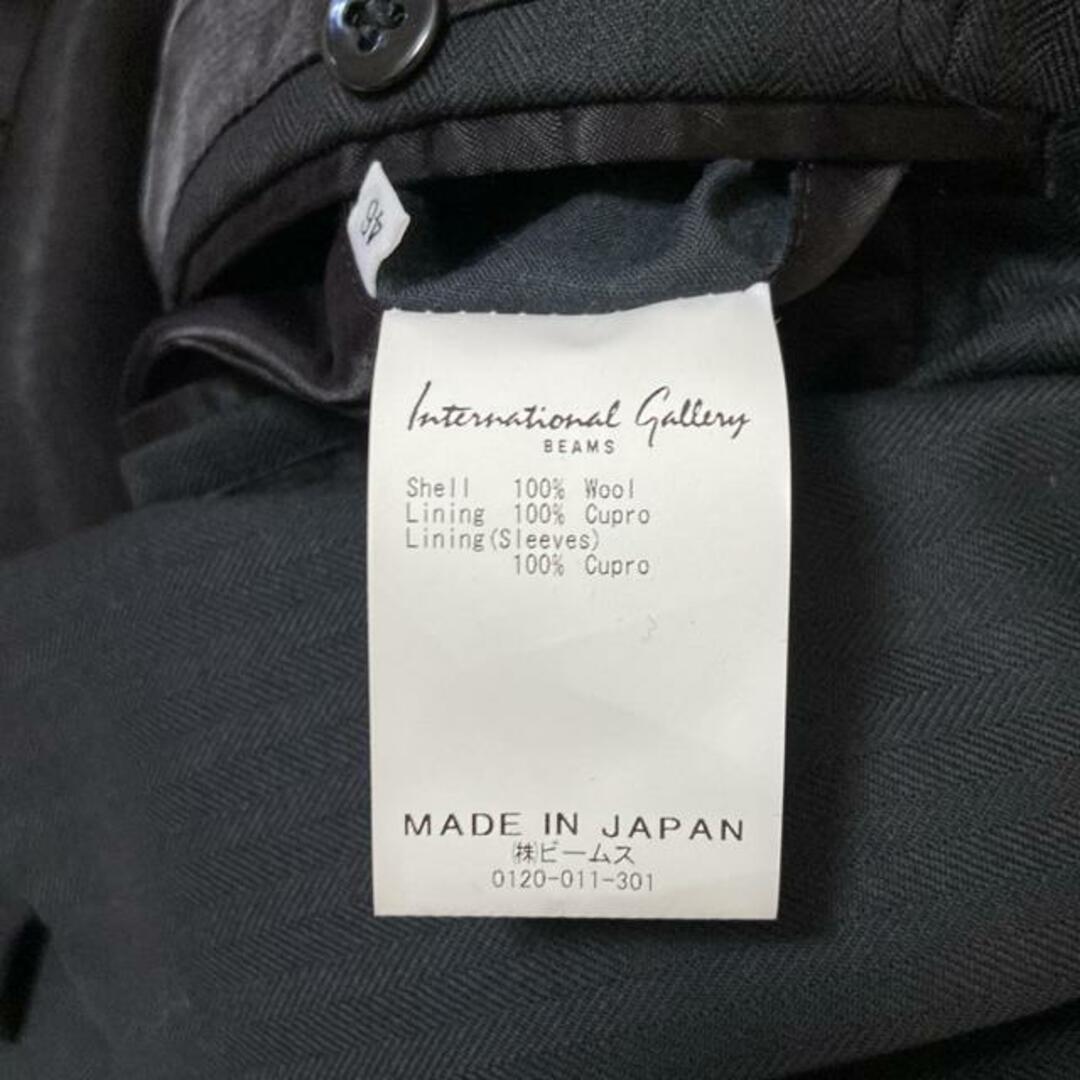 46
International Gallery
BEAMS
Shell 100% Wool
Lining 100% Cupro
Lining(Sleeves)
100% Cupro
MADE IN JAPAN
㈱ビームス
0120-011-301